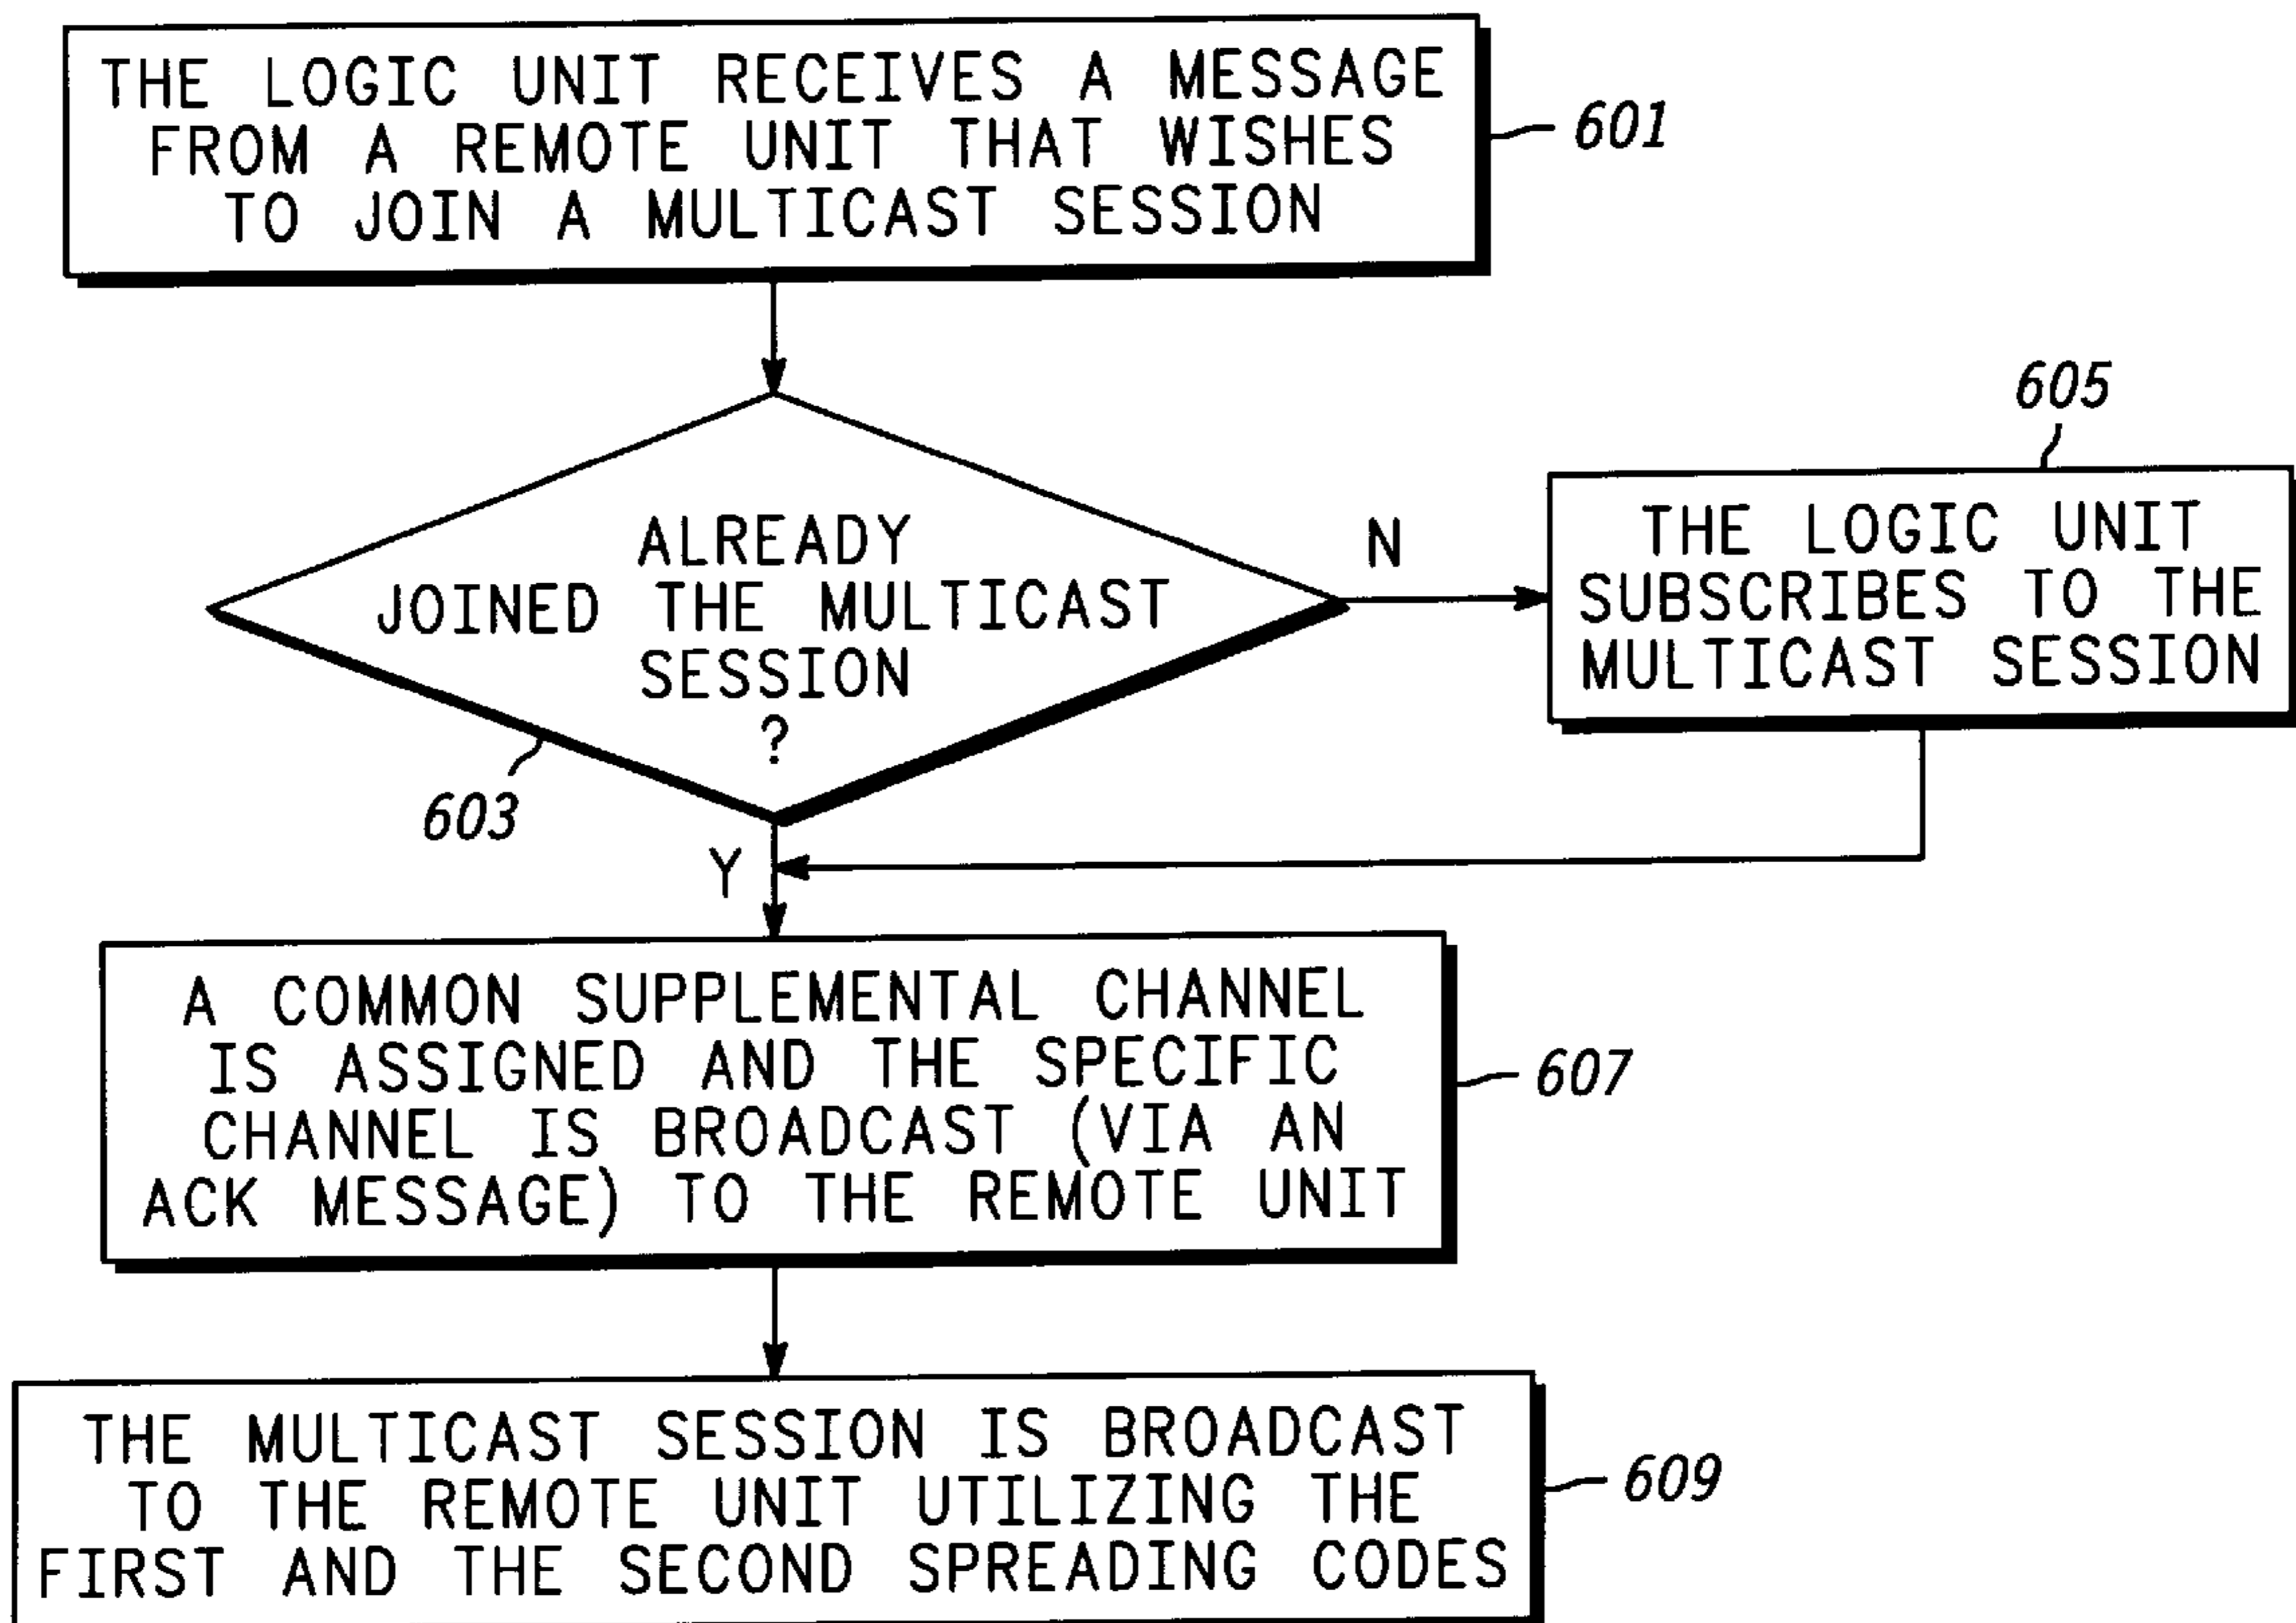 THE LOGIC UNIT RECEIVES A MESSAGE
FROM A REMOTE UNIT THAT WISHES
TO JOIN A MULTICAST SESSION
601
ALREADY
JOINED THE MULTICAST
SESSION
?
603
N
605
THE LOGIC UNIT
SUBSCRIBES TO THE
MULTICAST SESSION
Y
A COMMON SUPPLEMENTAL CHANNEL
IS ASSIGNED AND THE SPECIFIC
CHANNEL IS BROADCAST (VIA AN
ACK MESSAGE) TO THE REMOTE UNIT
607
THE MULTICAST SESSION IS BROADCAST
TO THE REMOTE UNIT UTILIZING THE
FIRST AND THE SECOND SPREADING CODES
609